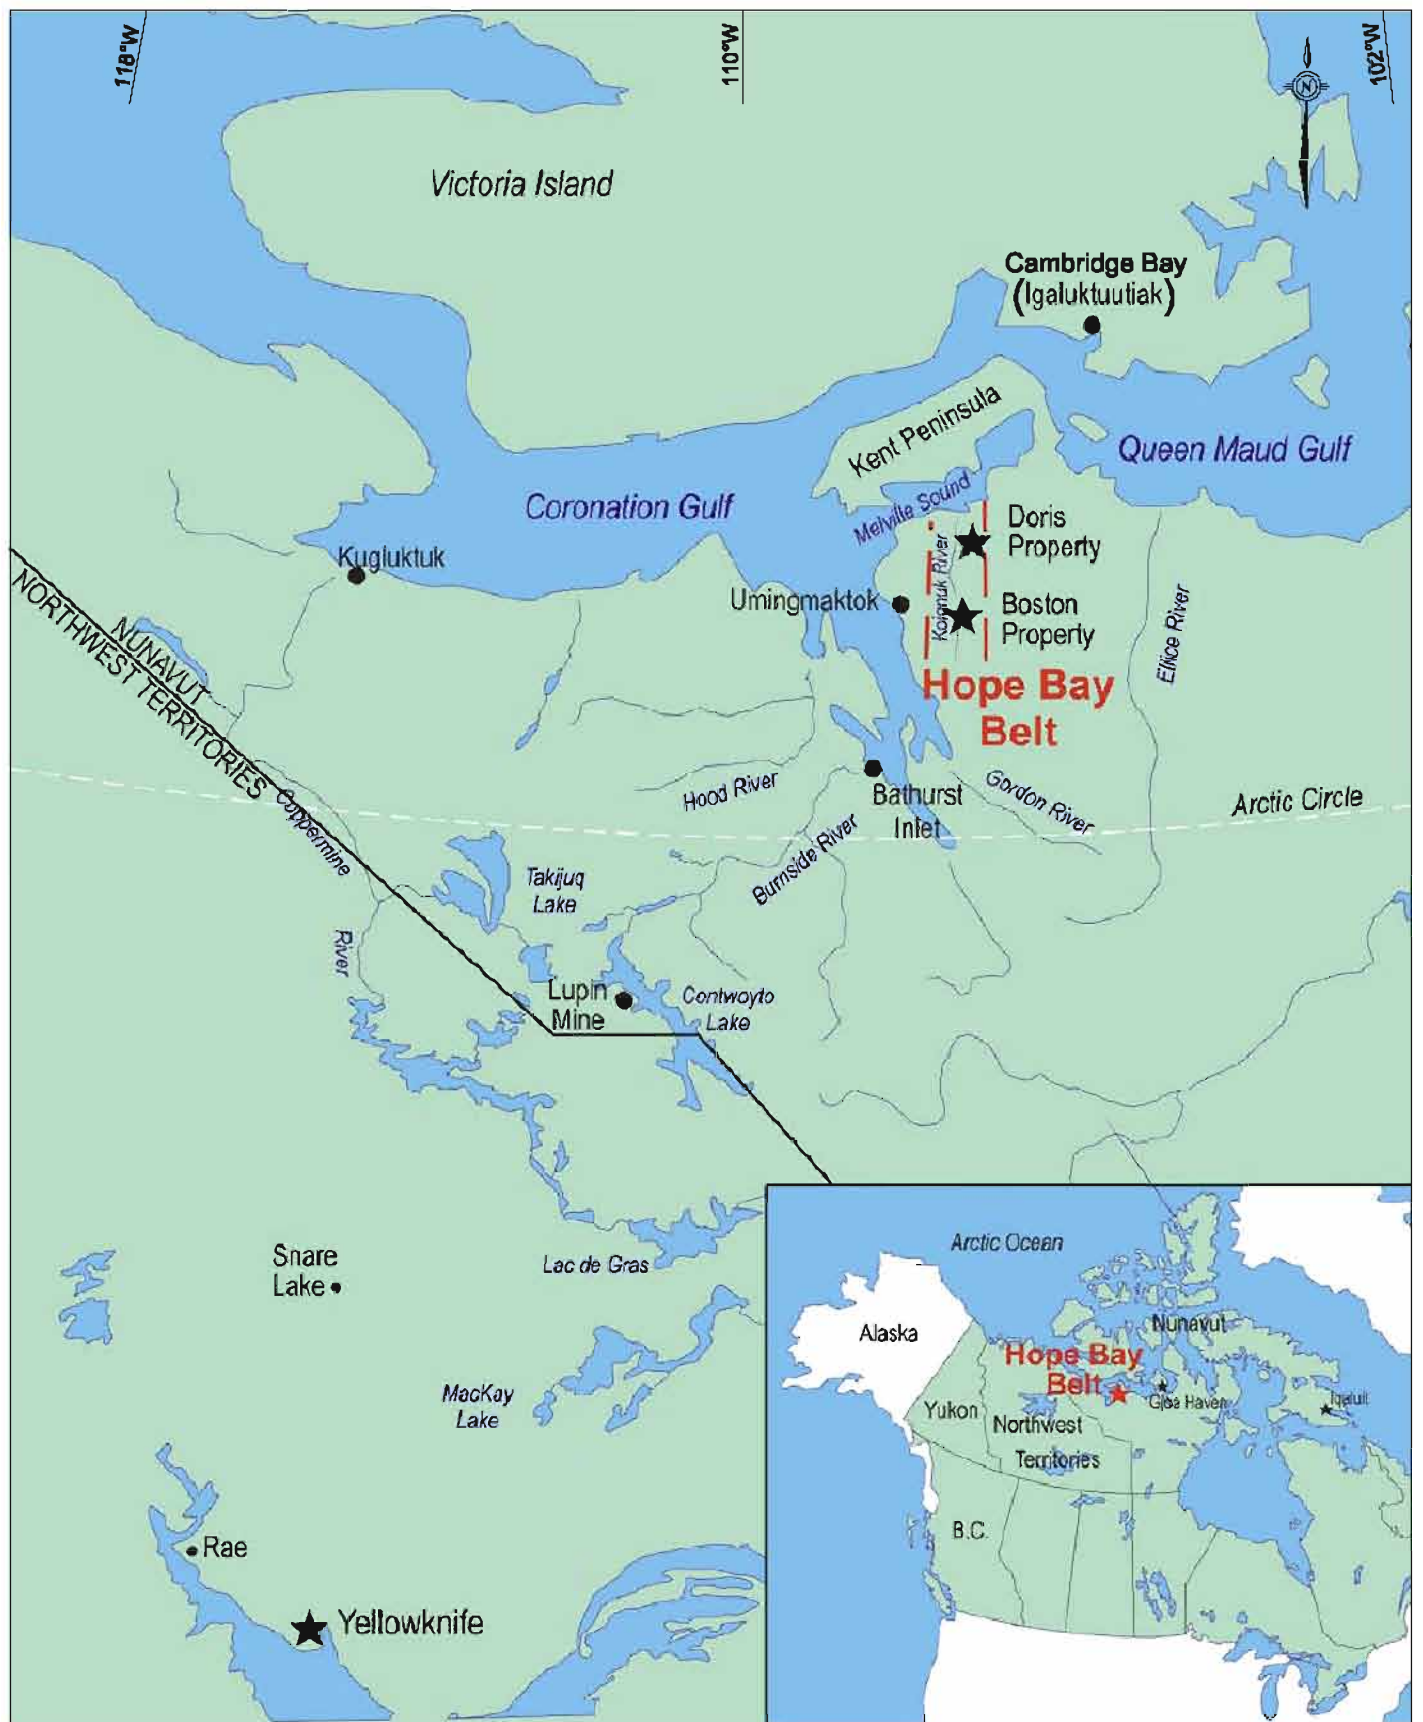 118°W
110°W
102°W
N
Victoria Island
Cambridge Bay
(Igaluktuutiak)
Kent Peninsula
Queen Maud Gulf
Melville Sound
Coronation Gulf
Doris
Property
Kugluktuk
Umingmaktok
Koignuk River
Boston
Property
Ellice River
NUNAVUT
NORTHWEST TERRITORIES
Hope Bay
Belt
Hood River
Bathurst
Inlet
Gordon River
Arctic Circle
Coppermine
River
Burnside River
Takijuq
Lake
Lupin
Mine
Contwoyto
Lake
Snare
Lake
Lac de Gras
MacKay
Lake
Rae
Yellowknife
Arctic Ocean
Alaska
Nunavut
Hope Bay
Belt
Gjoa Haven
Iqaluit
Yukon
Northwest
Territories
B.C.